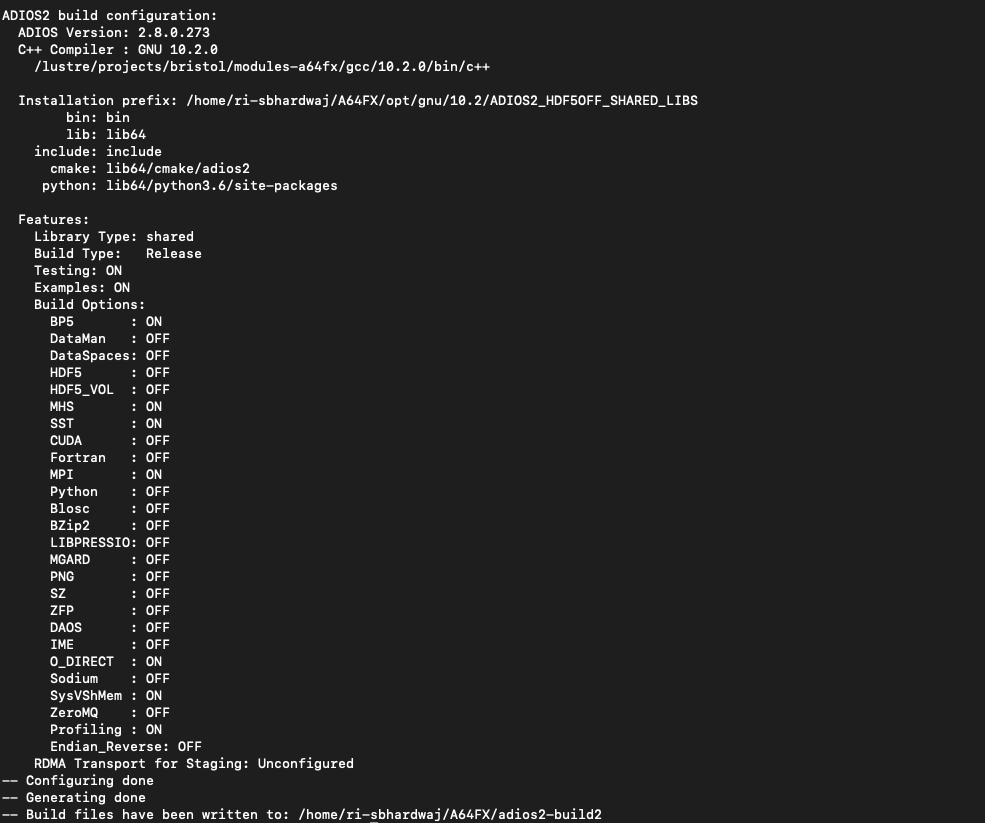 ADIOS2 build configuration:
  ADIOS Version: 2.8.0.273
  C++ Compiler : GNU 10.2.0
    /lustre/projects/bristol/modules-a64fx/gcc/10.2.0/bin/c++

  Installation prefix: /home/ri-sbhardwaj/A64FX/opt/gnu/10.2/ADIOS2_HDF5OFF_SHARED_LIBS
        bin: bin
        lib: lib64
    include: include
      cmake: lib64/cmake/adios2
     python: lib64/python3.6/site-packages

  Features:
    Library Type: shared
    Build Type:   Release
    Testing: ON
    Examples: ON
    Build Options:
      BP5       : ON
      DataMan   : OFF
      DataSpaces: OFF
      HDF5      : OFF
      HDF5_VOL  : OFF
      MHS       : ON
      SST       : ON
      CUDA      : OFF
      Fortran   : OFF
      MPI       : ON
      Python    : OFF
      Blosc     : OFF
      BZip2     : OFF
      LIBPRESSIO: OFF
      MGARD     : OFF
      PNG       : OFF
      SZ        : OFF
      ZFP       : OFF
      DAOS      : OFF
      IME       : OFF
      O_DIRECT  : ON
      Sodium    : OFF
      SysVShMem : ON
      ZeroMQ    : OFF
      Profiling : ON
      Endian_Reverse: OFF
    RDMA Transport for Staging: Unconfigured
-- Configuring done
-- Generating done
-- Build files have been written to: /home/ri-sbhardwaj/A64FX/adios2-build2